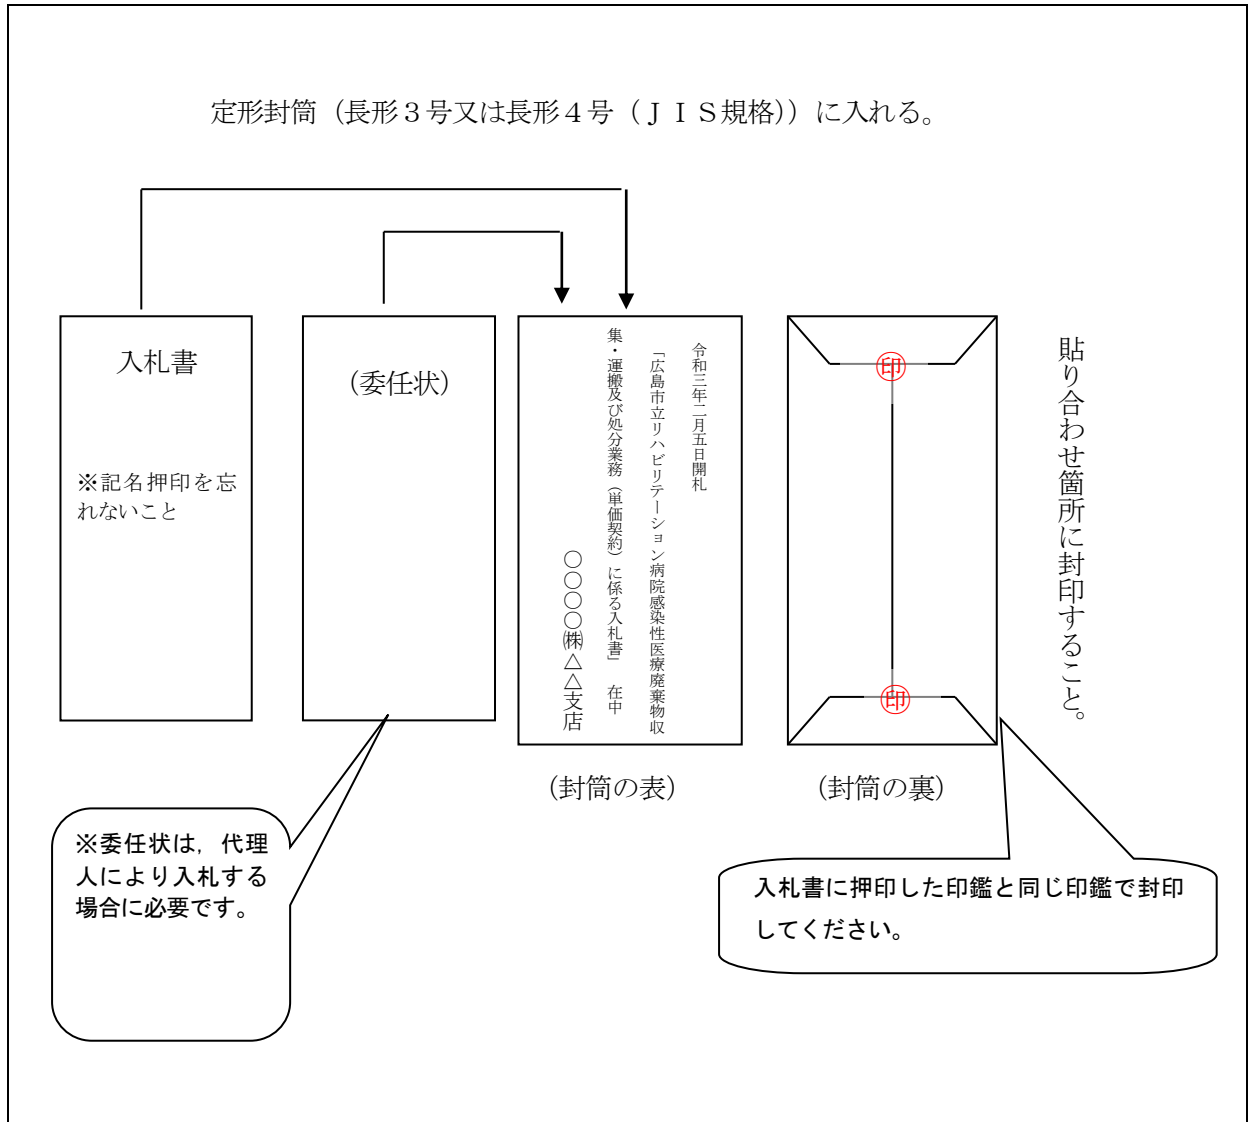 定形封筒（長形３号又は長形４号（ＪＩＳ規格））に入れる。
入札書
※記名押印を忘
れないこと
（委任状）
令和三年二月五日開札
「広島市立リハビリテーション病院感染性医療廃棄物収
集・運搬及び処分業務（単価契約）に係る入札書」　在中
〇〇〇〇㈱△△支店
印
印
貼り合わせ箇所に封印すること。
（封筒の表）
（封筒の裏）
※委任状は，代理
人により入札する
場合に必要です。
入札書に押印した印鑑と同じ印鑑で封印
してください。